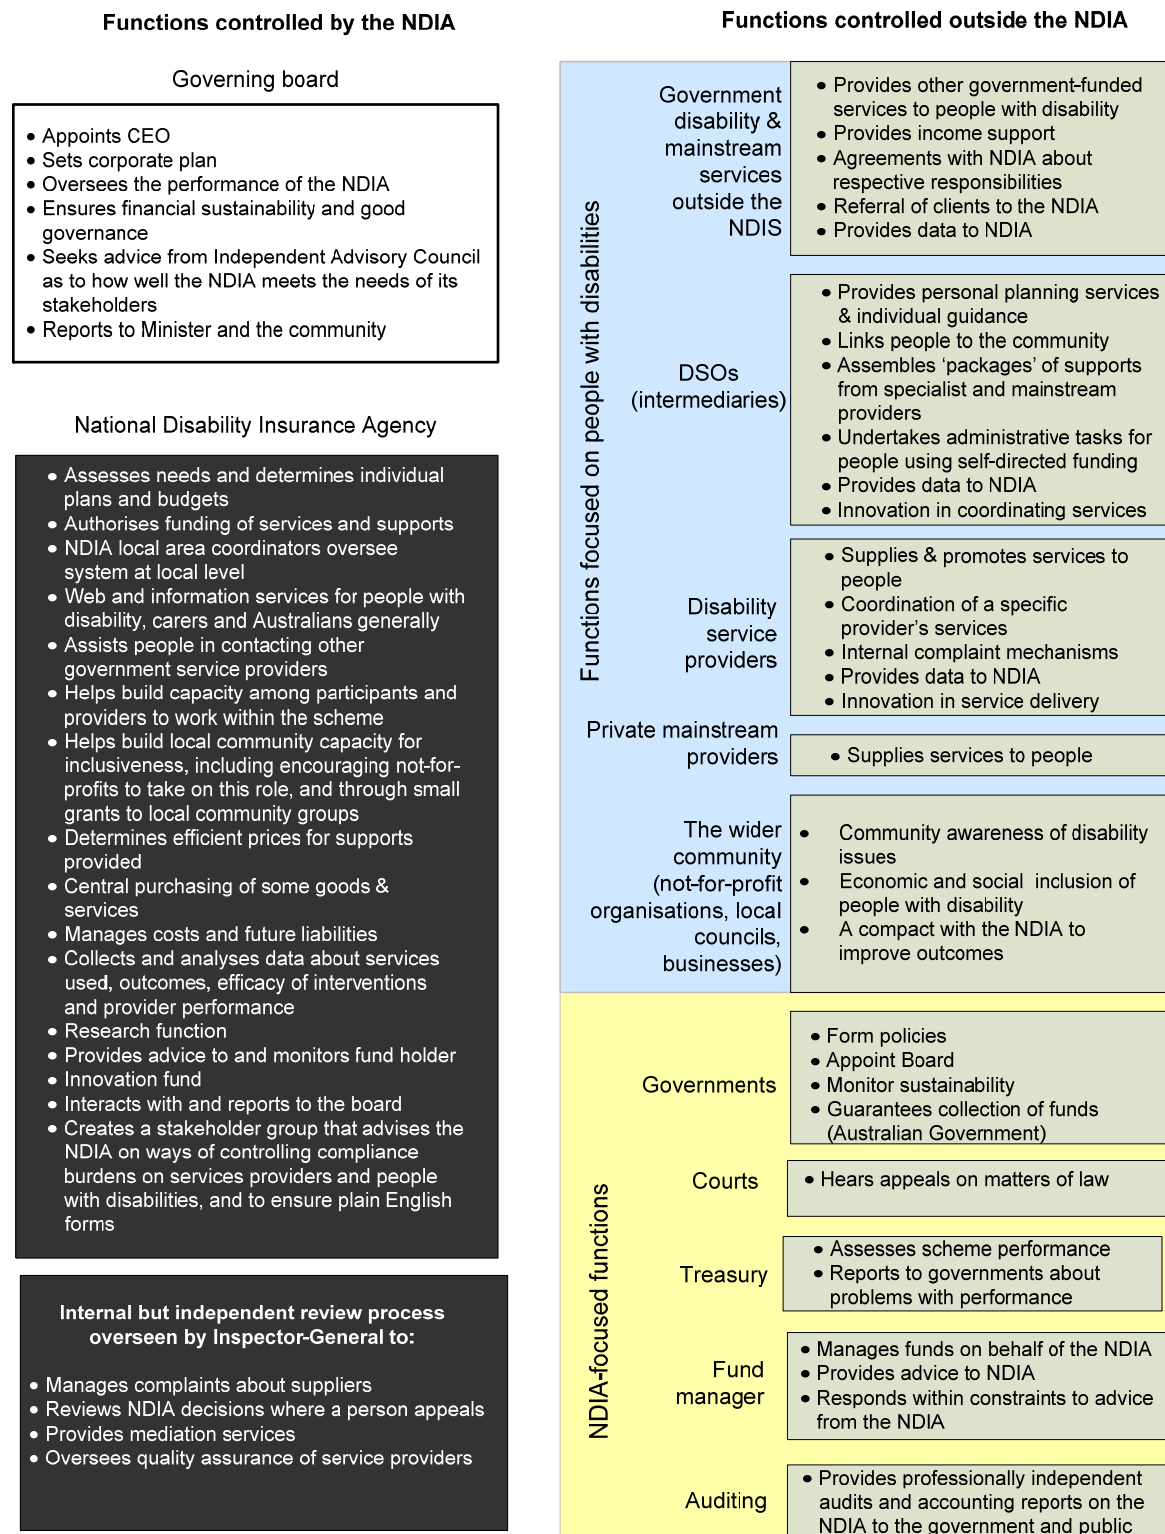 Functions controlled by the NDIA
Governing board
• Appoints CEO
• Sets corporate plan
• Oversees the performance of the NDIA
• Ensures financial sustainability and good
governance
• Seeks advice from Independent Advisory Council
as to how well the NDIA meets the needs of its
stakeholders
• Reports to Minister and the community
National Disability Insurance Agency
• Assesses needs and determines individual
plans and budgets
• Authorises funding of services and supports
• NDIA local area coordinators oversee
system at local level
• Web and information services for people with
disability, carers and Australians generally
• Assists people in contacting other
government service providers
• Helps build capacity among participants and
providers to work within the scheme
• Helps build local community capacity for
inclusiveness, including encouraging not-for-
profits to take on this role, and through small
grants to local community groups
• Determines efficient prices for supports
provided
• Central purchasing of some goods &
services
• Manages costs and future liabilities
• Collects and analyses data about services
used, outcomes, efficacy of interventions
and provider performance
• Research function
• Provides advice to and monitors fund holder
• Innovation fund
• Interacts with and reports to the board
• Creates a stakeholder group that advises the
NDIA on ways of controlling compliance
burdens on services providers and people
with disabilities, and to ensure plain English
forms
Internal but independent review process
overseen by Inspector-General to:
• Manages complaints about suppliers
• Reviews NDIA decisions where a person appeals
• Provides mediation services
• Oversees quality assurance of service providers
Functions controlled outside the NDIA
Functions focused on people with disabilities
Government
disability &
mainstream
services
outside the
NDIS
• Provides other government-funded
services to people with disability
• Provides income support
• Agreements with NDIA about
respective responsibilities
• Referral of clients to the NDIA
• Provides data to NDIA
DSOs
(intermediaries)
• Provides personal planning services
& individual guidance
• Links people to the community
• Assembles ‘packages’ of supports
from specialist and mainstream
providers
• Undertakes administrative tasks for
people using self-directed funding
• Provides data to NDIA
• Innovation in coordinating services
Disability
service
providers
• Supplies & promotes services to
people
• Coordination of a specific
provider’s services
• Internal complaint mechanisms
• Provides data to NDIA
• Innovation in service delivery
Private mainstream
providers
• Supplies services to people
The wider
community
(not-for-profit
organisations, local
councils,
businesses)
• Community awareness of disability
issues
• Economic and social inclusion of
people with disability
• A compact with the NDIA to
improve outcomes
NDIA-focused functions
Governments
• Form policies
• Appoint Board
• Monitor sustainability
• Guarantees collection of funds
(Australian Government)
Courts
• Hears appeals on matters of law
Treasury
• Assesses scheme performance
• Reports to governments about
problems with performance
Fund
manager
• Manages funds on behalf of the NDIA
• Provides advice to NDIA
• Responds within constraints to advice
from the NDIA
Auditing
• Provides professionally independent
audits and accounting reports on the
NDIA to the government and public